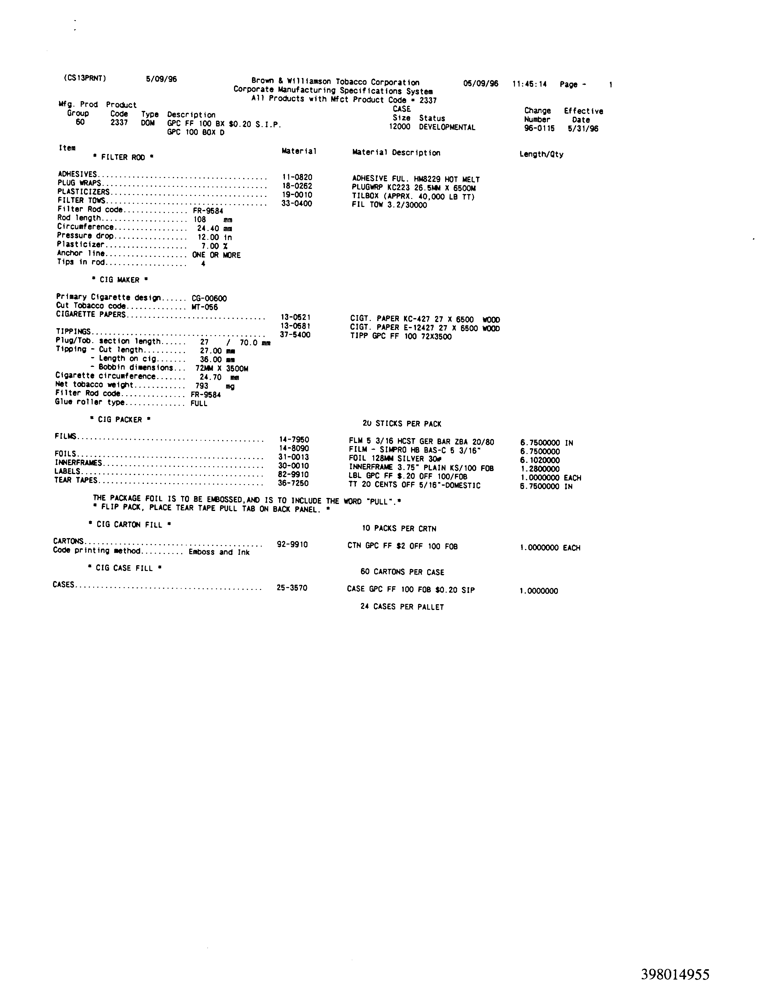 (CS13PRNT) 5/09/96 Brown & Williamson Tobacco Corporation 05/09/96 11:45:14 Page - 1
Corporate Manufacturing Specifications System
All Products with Mfct Product Code = 2337
Mfg. Prod Product CASE Change Effective
Group Code Type Description Size Status Number Date
60 2337 DOM GPC FF 100 BX $0.20 S.I.P. 12000 DEVELOPMENTAL 96-0115 5/31/96
GPC 100 BOX D
Item Material Material Description Length/Qty
* FILTER ROD *
ADHESIVES...................................... 11-0820 ADHESIVE FUL. HM8229 HOT MELT
PLUG WRAPS...................................... 18-0262 PLUGWRP KC223 26.5MM X 6500M
PLASTICIZERS.................................... 19-0010 TILBOX (APPRX. 40,000 LB TT)
FILTER TOWS..................................... 33-0400 FIL TOW 3.2/30000
Filter Rod code............... FR-9584
Rod length.................... 108 mm
Circumference................. 24.40 mm
Pressure drop................. 12.00 in
Plasticizer................... 7.00 %
Anchor line................... ONE OR MORE
Tips in rod................... 4
* CIG MAKER *
Primary Cigarette design...... CG-00600
Cut Tobacco code.............. WT-056
CIGARETTE PAPERS................................ 13-0521 CIGT. PAPER KC-427 27 X 6500 WOOD
13-0581 CIGT. PAPER E-12427 27 X 6500 WOOD
TIPPINGS........................................ 37-5400 TIPP GPC FF 100 72X3500
Plug/Tob. section length...... 27 / 70.0 mm
Tipping - Cut length.......... 27.00 mm
- Length on cig....... 36.00 mm
- Bobbin dimensions... 72MM X 3500M
Cigarette circumference....... 24.70 mm
Net tobacco weight............ 793 mg
Filter Rod code............... FR-9584
Glue roller type.............. FULL
* CIG PACKER * 20 STICKS PER PACK
FILMS........................................... 14-7950 FLM 5 3/16 HCST GER BAR ZBA 20/80 6.7500000 IN
14-8090 FILM - SIMPRO HB BAS-C 5 3/16" 6.7500000
FOILS........................................... 31-0013 FOIL 128MM SILVER 30# 6.1020000
INNERFRAMES..................................... 30-0010 INNERFRAME 3.75" PLAIN KS/100 FOB 1.2800000
LABELS.......................................... 82-9910 LBL GPC FF $.20 OFF 100/FOB 1.0000000 EACH
TEAR TAPES...................................... 36-7250 TT 20 CENTS OFF 5/16"-DOMESTIC 6.7500000 IN
THE PACKAGE FOIL IS TO BE EMBOSSED,AND IS TO INCLUDE THE WORD "PULL".*
* FLIP PACK, PLACE TEAR TAPE PULL TAB ON BACK PANEL. *
* CIG CARTON FILL * 10 PACKS PER CRTN
CARTONS......................................... 92-9910 CTN GPC FF $2 OFF 100 FOB 1.0000000 EACH
Code printing method.......... Emboss and Ink
* CIG CASE FILL * 60 CARTONS PER CASE
CASES........................................... 25-3570 CASE GPC FF 100 FOB $0.20 SIP 1.0000000
24 CASES PER PALLET
398014955